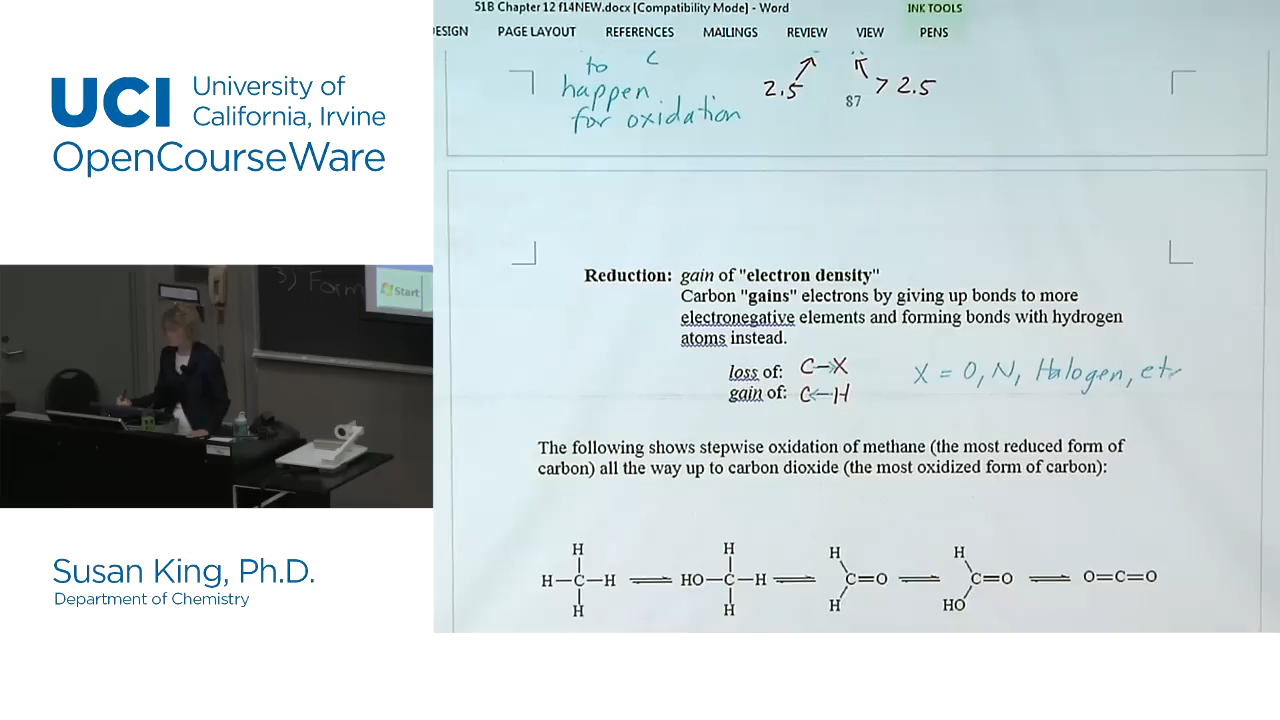 51B Chapter 12 f14NEW.docx [Compatibility Mode] - Word
INK TOOLS
ESIGN PAGE LAYOUT REFERENCES MAILINGS REVIEW VIEW PENS
UCI University of California, Irvine
OpenCourseWare
to C
happen
for oxidation
2.5
> 2.5
87
3) Form
Start
Reduction: gain of "electron density"
Carbon "gains" electrons by giving up bonds to more
electronegative elements and forming bonds with hydrogen
atoms instead.
loss of: C→X
gain of: C←H
X = O, N, Halogen, etc
The following shows stepwise oxidation of methane (the most reduced form of
carbon) all the way up to carbon dioxide (the most oxidized form of carbon):
H H H H
H–C–H HO–C–H C=O C=O O=C=O
H H H HO
Susan King, Ph.D.
Department of Chemistry